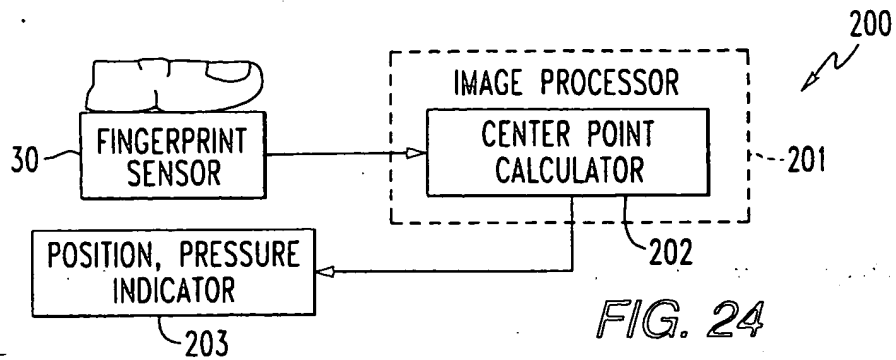 200
IMAGE PROCESSOR
30
FINGERPRINT
SENSOR
CENTER POINT
CALCULATOR
201
202
POSITION, PRESSURE
INDICATOR
203
FIG. 24